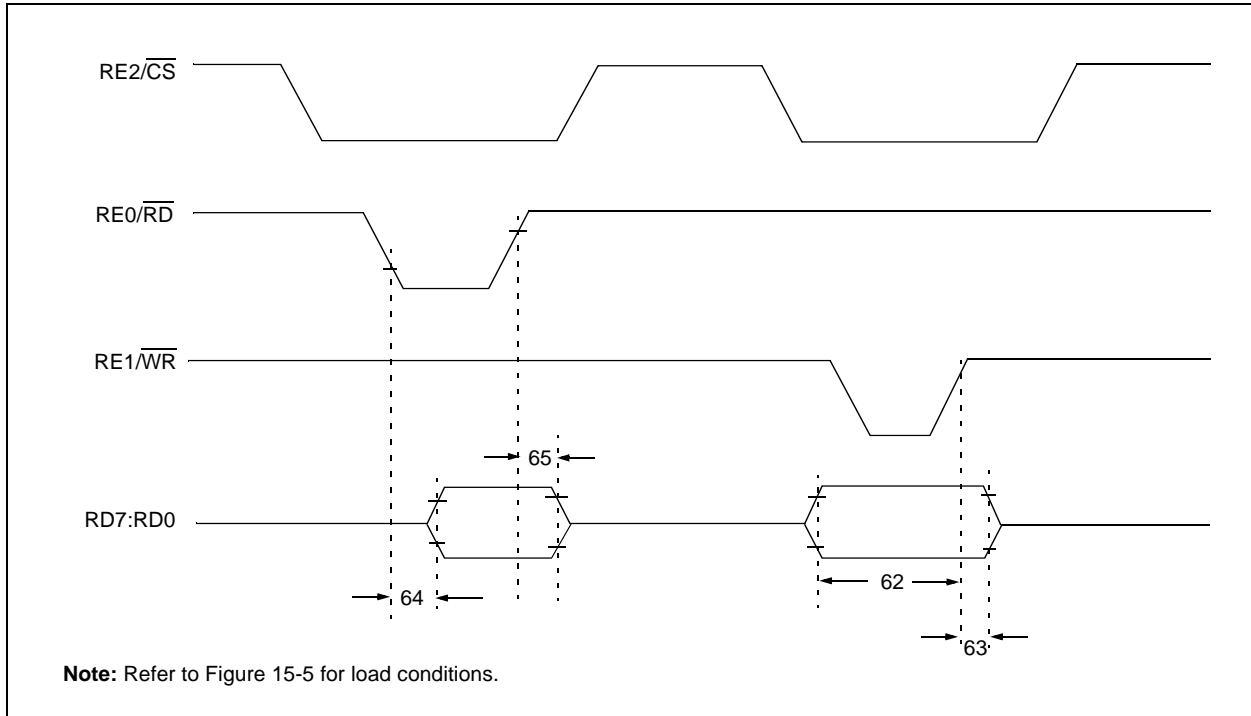 RE2/CS
RE0/RD
RE1/WR
65
RD7:RD0
62
64
63
Note: Refer to Figure 15-5 for load conditions.